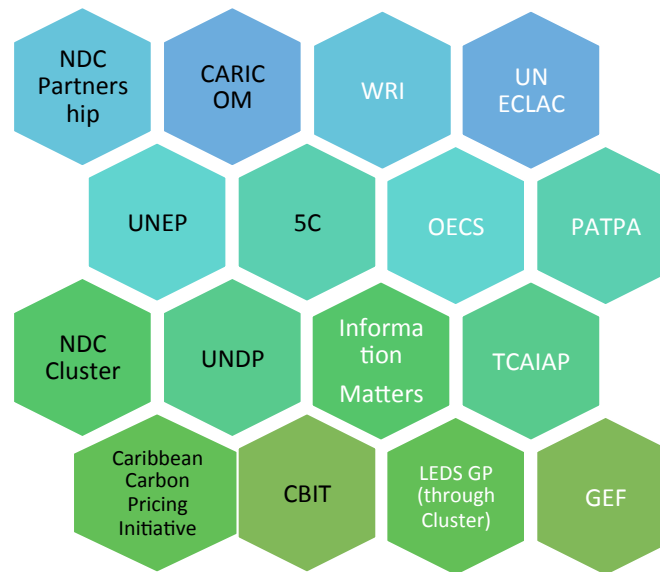 NDC
Partners
hip
CARIC
OM
WRI
UN
ECLAC
UNEP
5C
OECS
PATPA
NDC
Cluster
UNDP
Informa
tion
Matters
TCAIAP
Caribbean
Carbon
Pricing
Initiative
CBIT
LEDS GP
(through
Cluster)
GEF